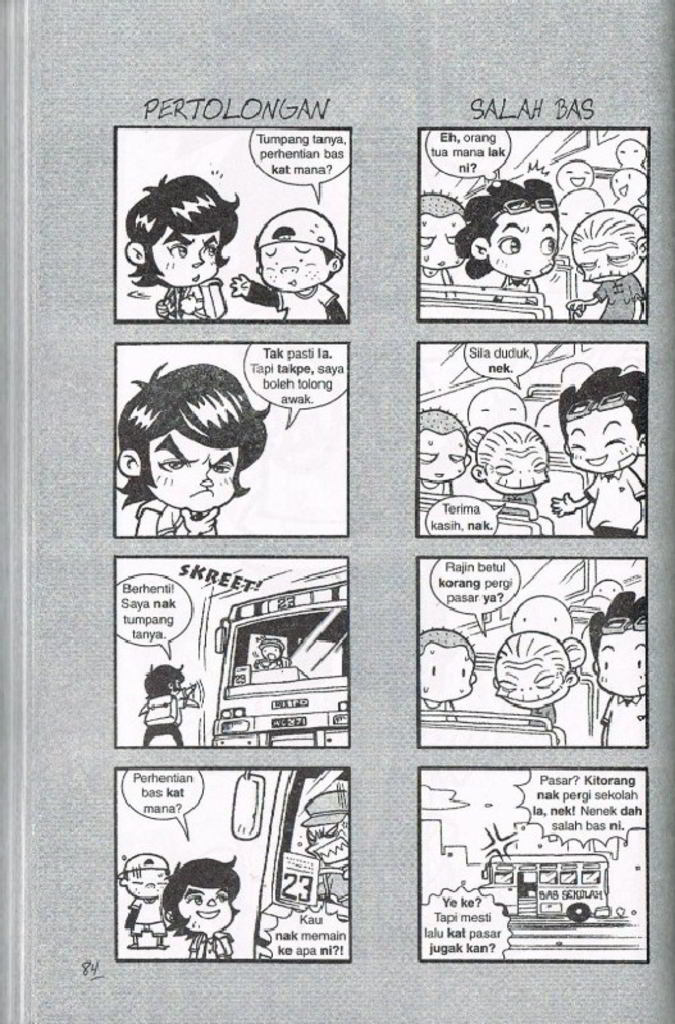 PERTOLONGAN
Tumpang tanya,
perhentian bas
kat mana?
Tak pasti la.
Tapi takpe, saya
boleh tolong
awak.
SKREET!
Berhenti!
Saya nak
tumpang
tanya.
23
23
Perhentian
bas kat
mana?
23
Kau
nak memain
ke apa ni?!
SALAH BAS
Eh, orang
tua mana lak
ni?
Sila duduk,
nek.
Terima
kasih, nak.
Rajin betul
korang pergi
pasar ya?
Pasar? Kitorang
nak pergi sekolah
la, nek! Nenek dah
salah bas ni.
BAS SEKOLAH
Ye ke?
Tapi mesti
lalu kat pasar
jugak kan?
84